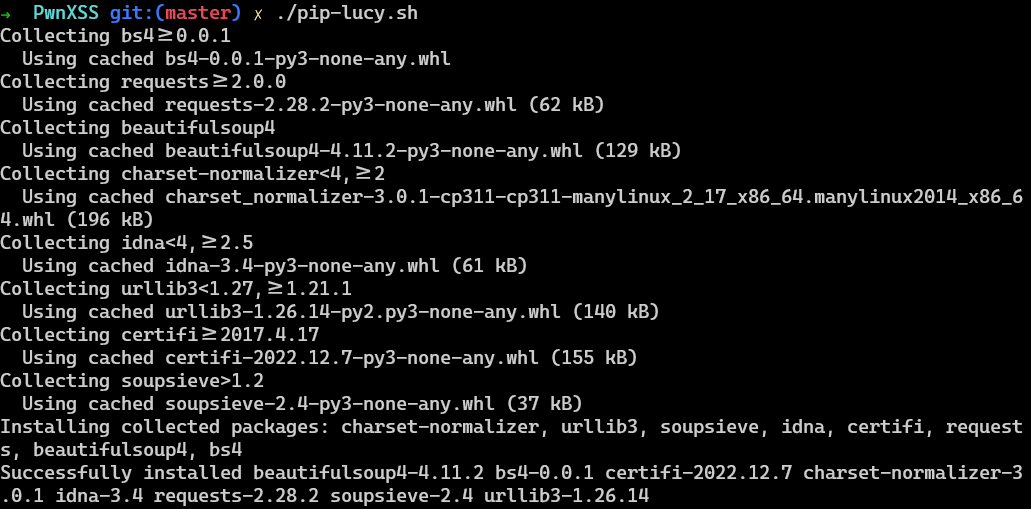 →  PwnXSS git:(master) ✗ ./pip-lucy.sh
Collecting bs4≥0.0.1
  Using cached bs4-0.0.1-py3-none-any.whl
Collecting requests≥2.0.0
  Using cached requests-2.28.2-py3-none-any.whl (62 kB)
Collecting beautifulsoup4
  Using cached beautifulsoup4-4.11.2-py3-none-any.whl (129 kB)
Collecting charset-normalizer<4,≥2
  Using cached charset_normalizer-3.0.1-cp311-cp311-manylinux_2_17_x86_64.manylinux2014_x86_6
4.whl (196 kB)
Collecting idna<4,≥2.5
  Using cached idna-3.4-py3-none-any.whl (61 kB)
Collecting urllib3<1.27,≥1.21.1
  Using cached urllib3-1.26.14-py2.py3-none-any.whl (140 kB)
Collecting certifi≥2017.4.17
  Using cached certifi-2022.12.7-py3-none-any.whl (155 kB)
Collecting soupsieve>1.2
  Using cached soupsieve-2.4-py3-none-any.whl (37 kB)
Installing collected packages: charset-normalizer, urllib3, soupsieve, idna, certifi, request
s, beautifulsoup4, bs4
Successfully installed beautifulsoup4-4.11.2 bs4-0.0.1 certifi-2022.12.7 charset-normalizer-3
.0.1 idna-3.4 requests-2.28.2 soupsieve-2.4 urllib3-1.26.14